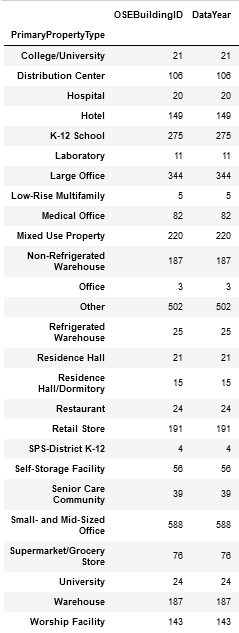 OSEBuildingID DataYear
PrimaryPropertyType
College/University 21 21
Distribution Center 106 106
Hospital 20 20
Hotel 149 149
K-12 School 275 275
Laboratory 11 11
Large Office 344 344
Low-Rise Multifamily 5 5
Medical Office 82 82
Mixed Use Property 220 220
Non-Refrigerated
Warehouse 187 187
Office 3 3
Other 502 502
Refrigerated
Warehouse 25 25
Residence Hall 21 21
Residence
Hall/Dormitory 15 15
Restaurant 24 24
Retail Store 191 191
SPS-District K-12 4 4
Self-Storage Facility 56 56
Senior Care
Community 39 39
Small- and Mid-Sized
Office 588 588
Supermarket/Grocery
Store 76 76
University 24 24
Warehouse 187 187
Worship Facility 143 143